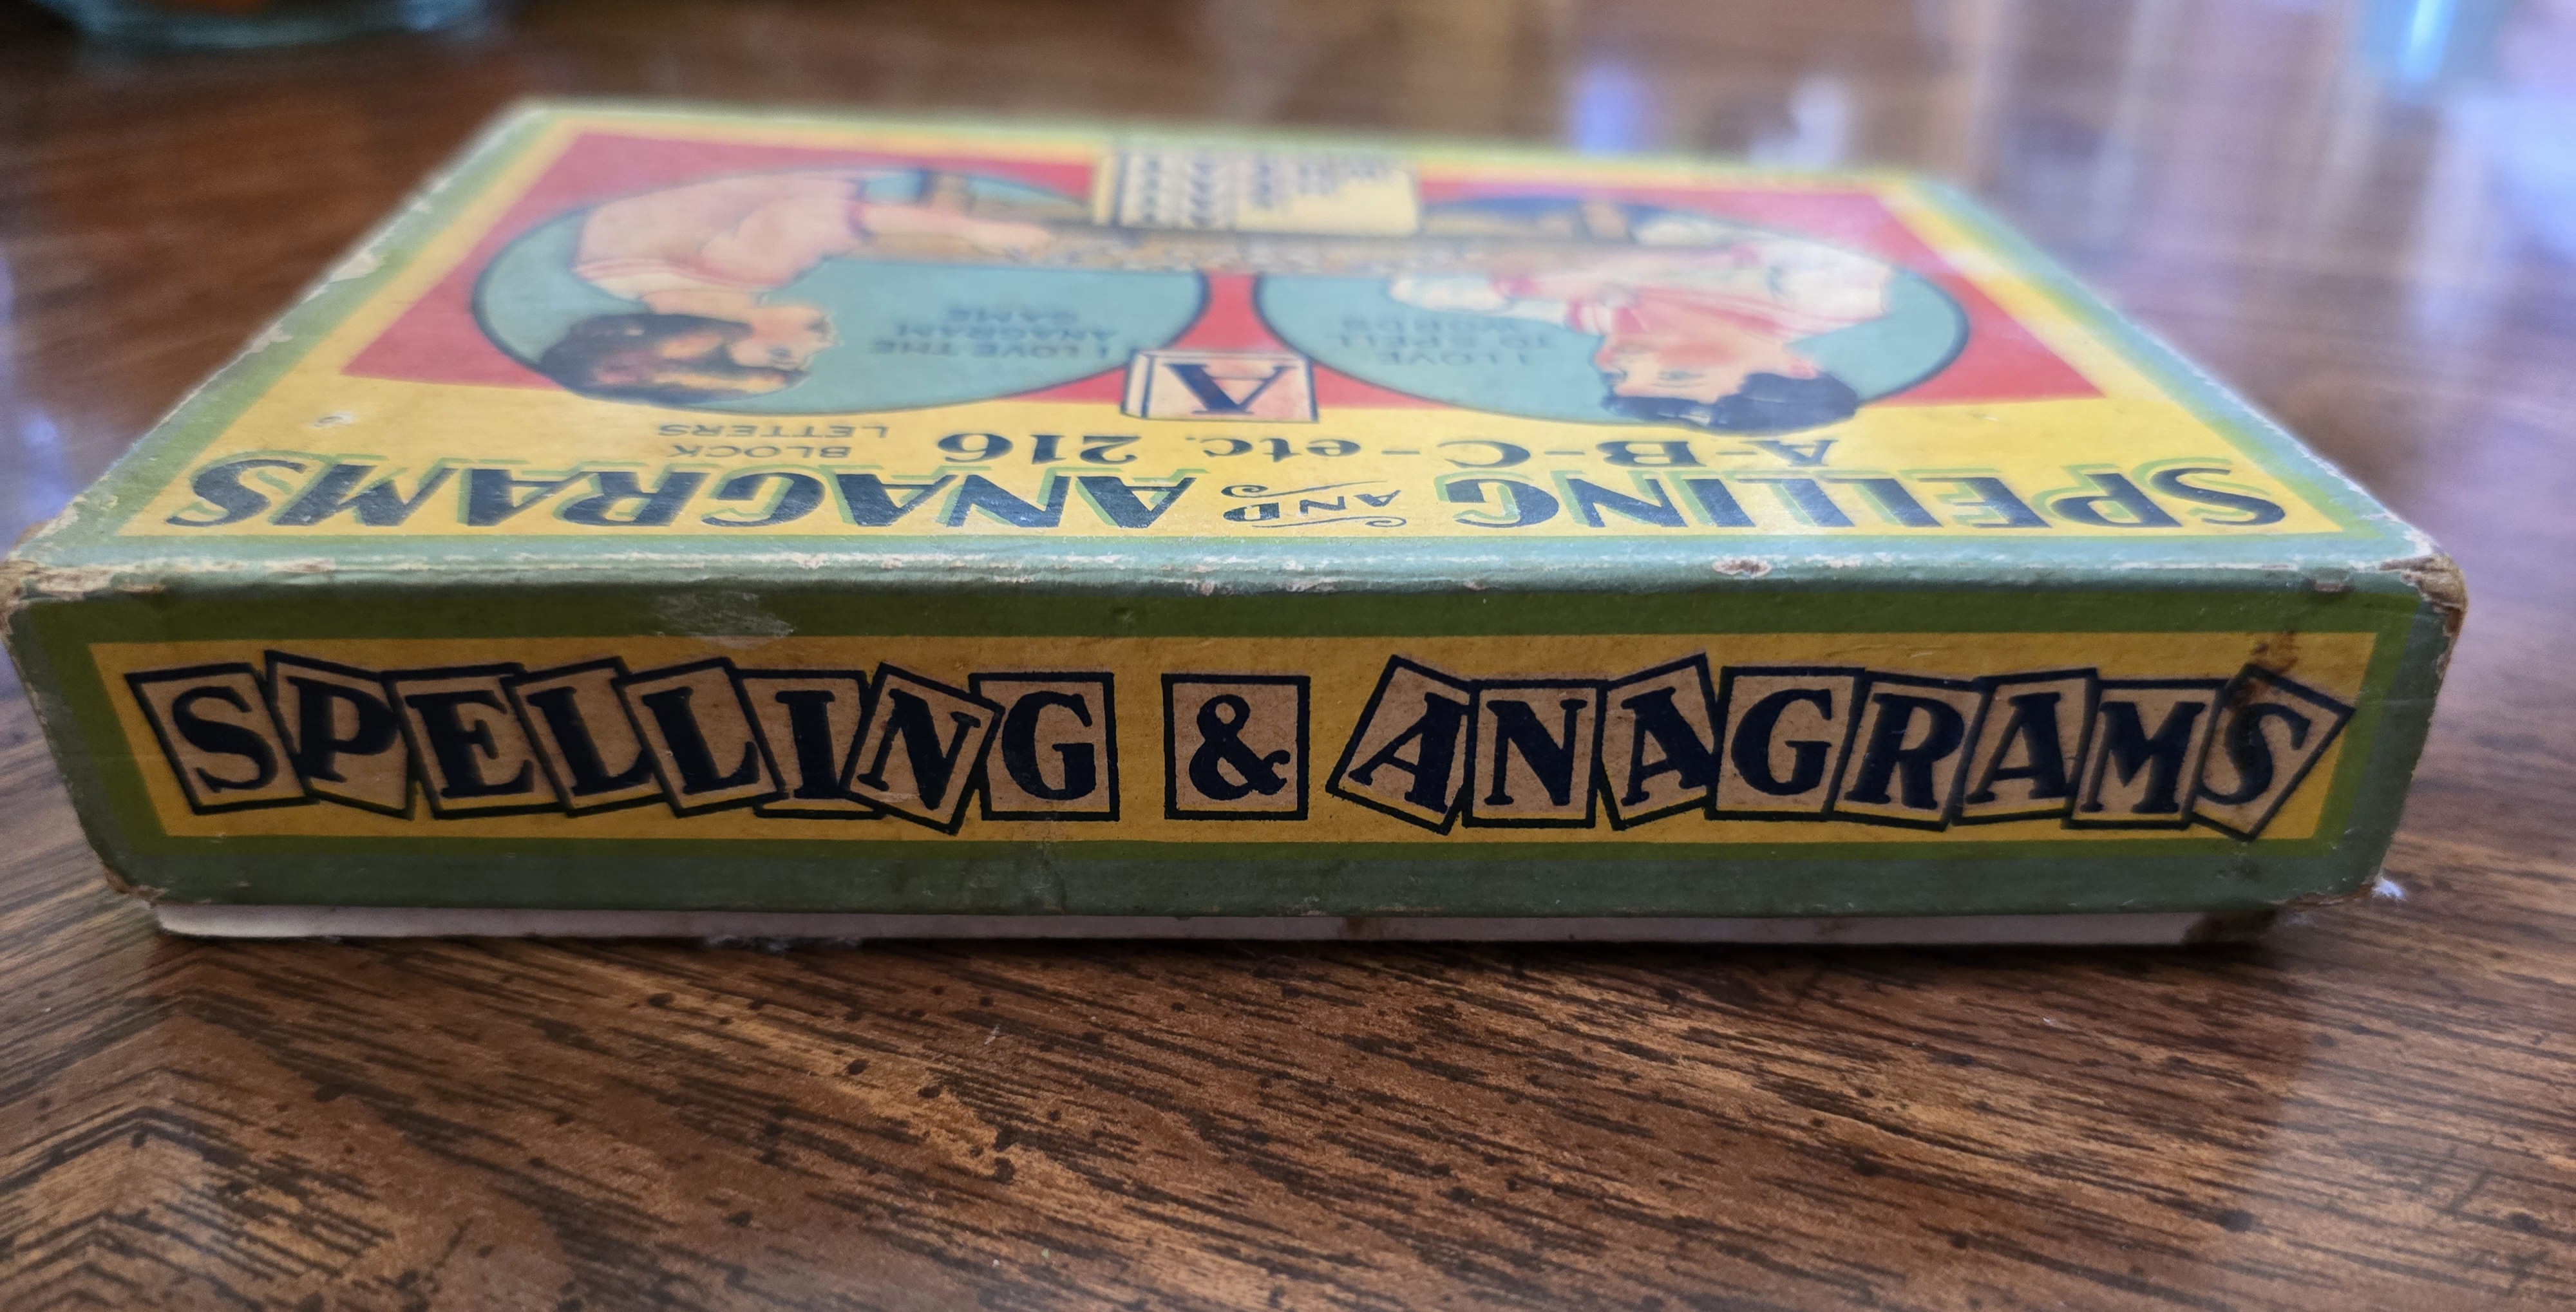 SPELLING AND ANAGRAMS
A-B-C-etc. 216 BLOCK
LETTERS
A
I LOVE
TO SPELL
WORDS
I LOVE THE
ANAGRAM
GAME
SPELLING & ANAGRAMS